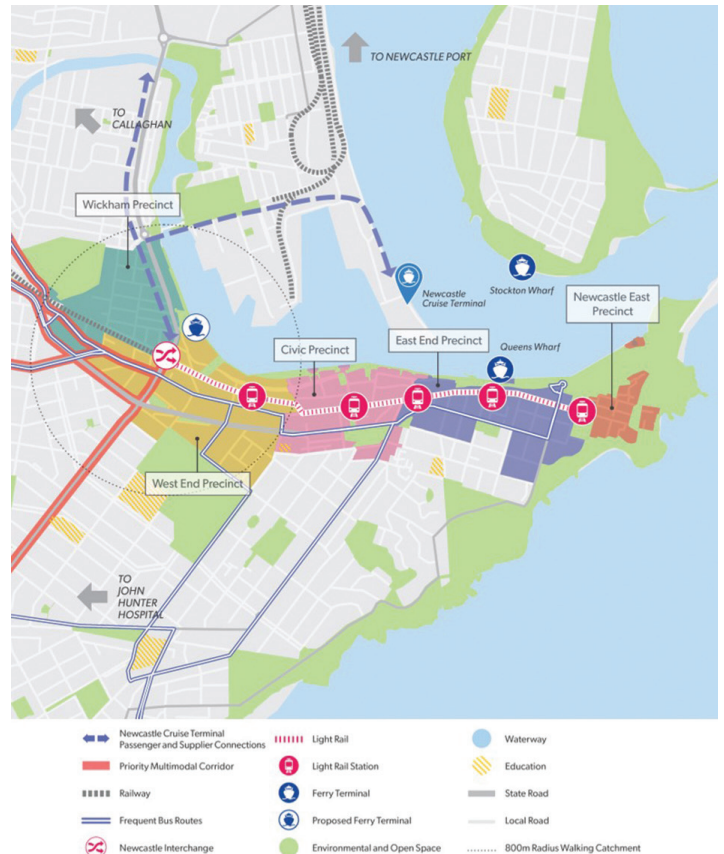 TO NEWCASTLE PORT
TO
CALLAGHAN
Wickham Precinct
Newcastle
Cruise Terminal
Stockton Wharf
Newcastle East
Precinct
Civic Precinct
East End Precinct
Queens Wharf
West End Precinct
TO
JOHN
HUNTER
HOSPITAL
Newcastle Cruise Terminal
Passenger and Supplier Connections
Light Rail
Waterway
Priority Multimodal Corridor
Light Rail Station
Education
Railway
Ferry Terminal
State Road
Frequent Bus Routes
Proposed Ferry Terminal
Local Road
Newcastle Interchange
Environmental and Open Space
800m Radius Walking Catchment